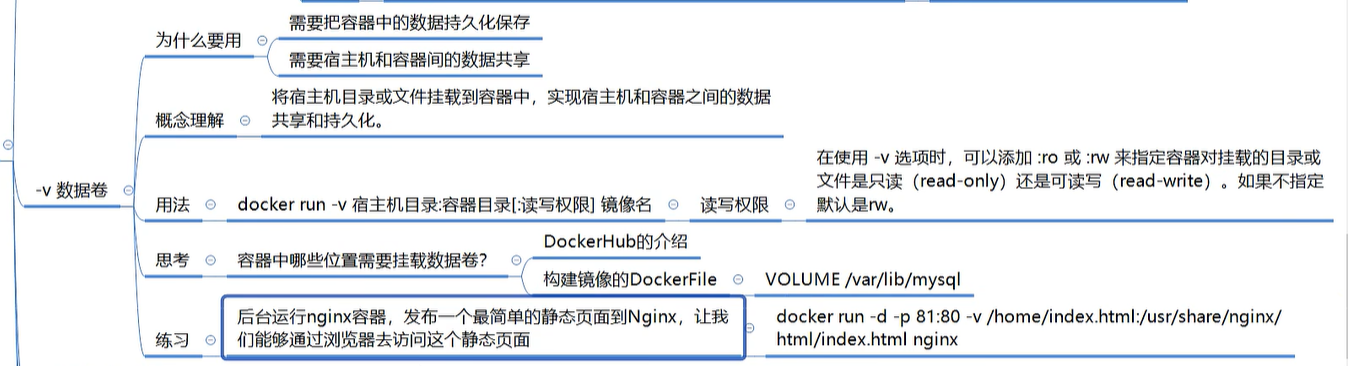 为什么要用
需要把容器中的数据持久化保存
需要宿主机和容器间的数据共享
概念理解
将宿主机目录或文件挂载到容器中，实现宿主机和容器之间的数据
共享和持久化。
-v 数据卷
用法
docker run -v 宿主机目录:容器目录[:读写权限] 镜像名
读写权限
在使用 -v 选项时，可以添加 :ro 或 :rw 来指定容器对挂载的目录或
文件是只读（read-only）还是可读写（read-write）。如果不指定
默认是rw。
思考
容器中哪些位置需要挂载数据卷？
DockerHub的介绍
构建镜像的DockerFile
VOLUME /var/lib/mysql
练习
后台运行nginx容器，发布一个最简单的静态页面到Nginx，让我
们能够通过浏览器去访问这个静态页面
docker run -d -p 81:80 -v /home/index.html:/usr/share/nginx/
html/index.html nginx